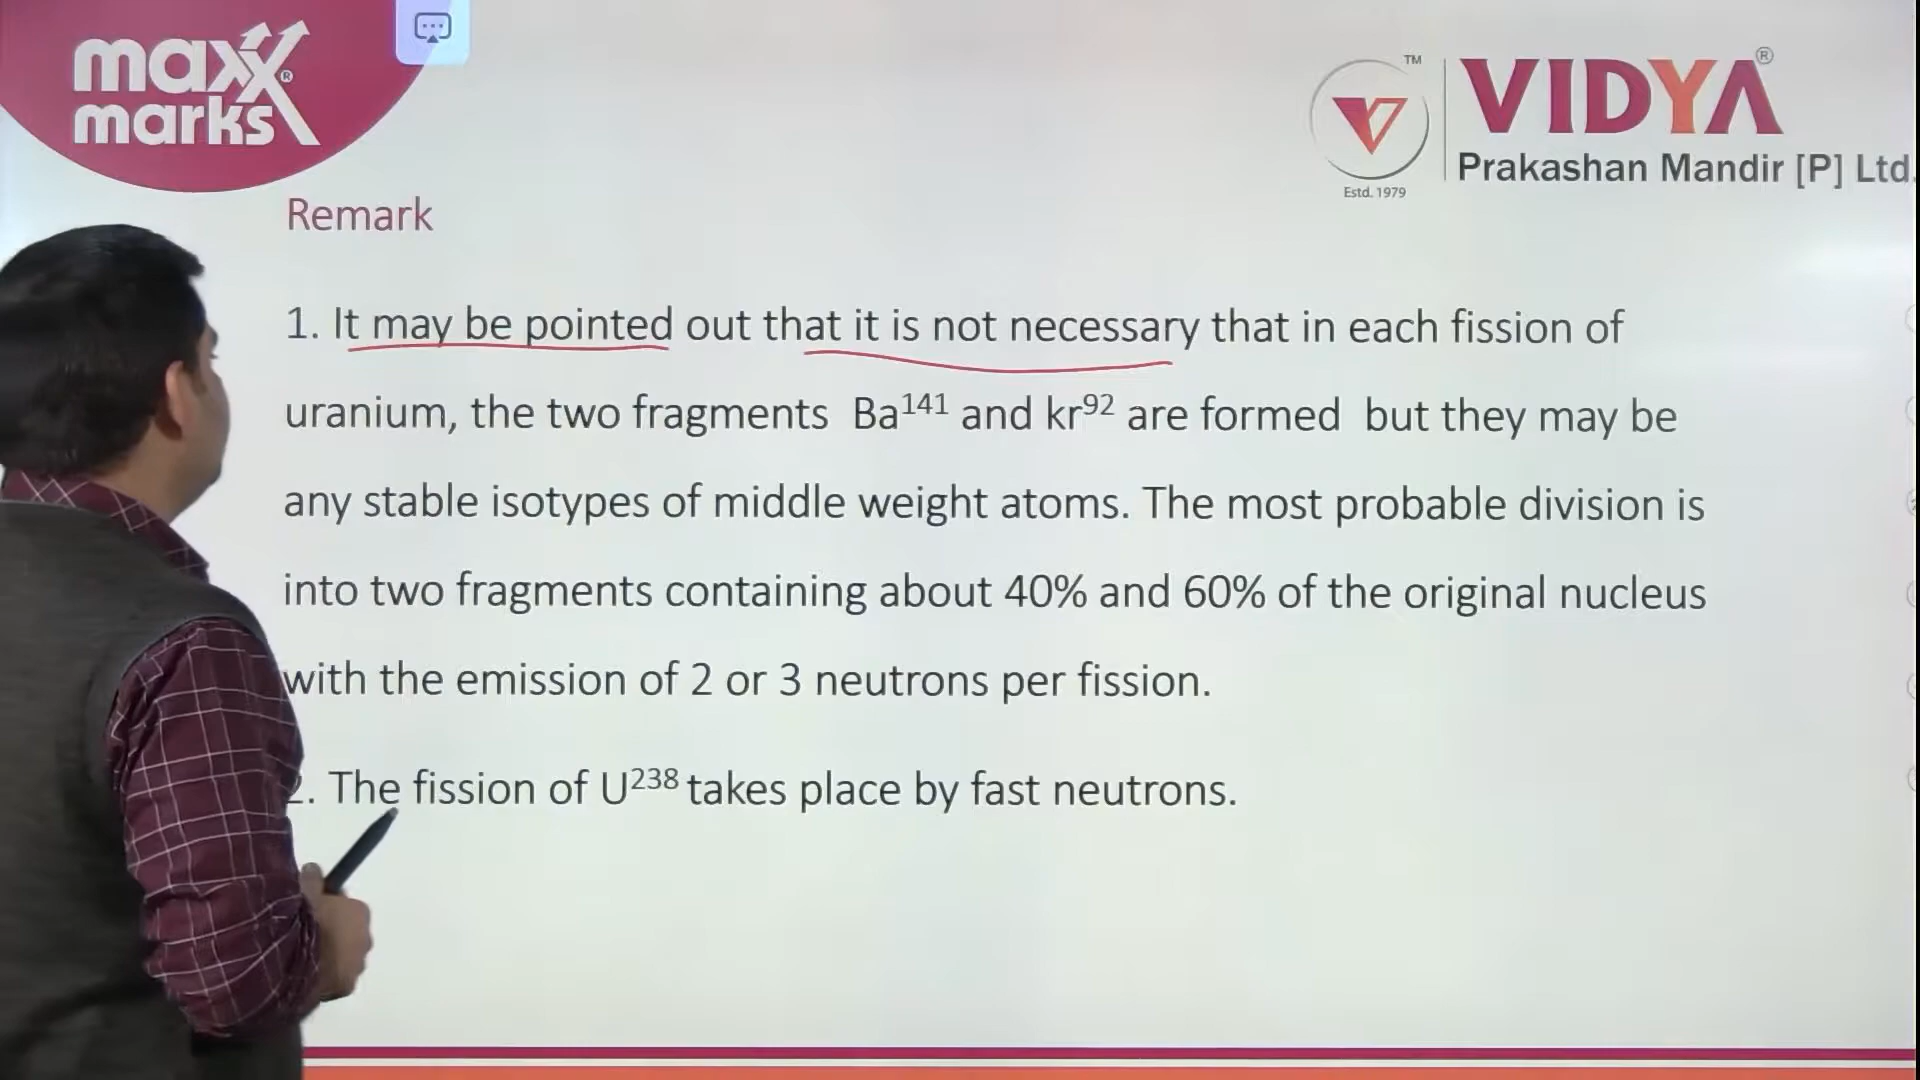 maxx
marks®
™
VIDYA®
Prakashan Mandir [P] Ltd.
Estd. 1979
Remark
1. It may be pointed out that it is not necessary that in each fission of
uranium, the two fragments Ba¹⁴¹ and kr⁹² are formed but they may be
any stable isotypes of middle weight atoms. The most probable division is
into two fragments containing about 40% and 60% of the original nucleus
with the emission of 2 or 3 neutrons per fission.
2. The fission of U²³⁸ takes place by fast neutrons.